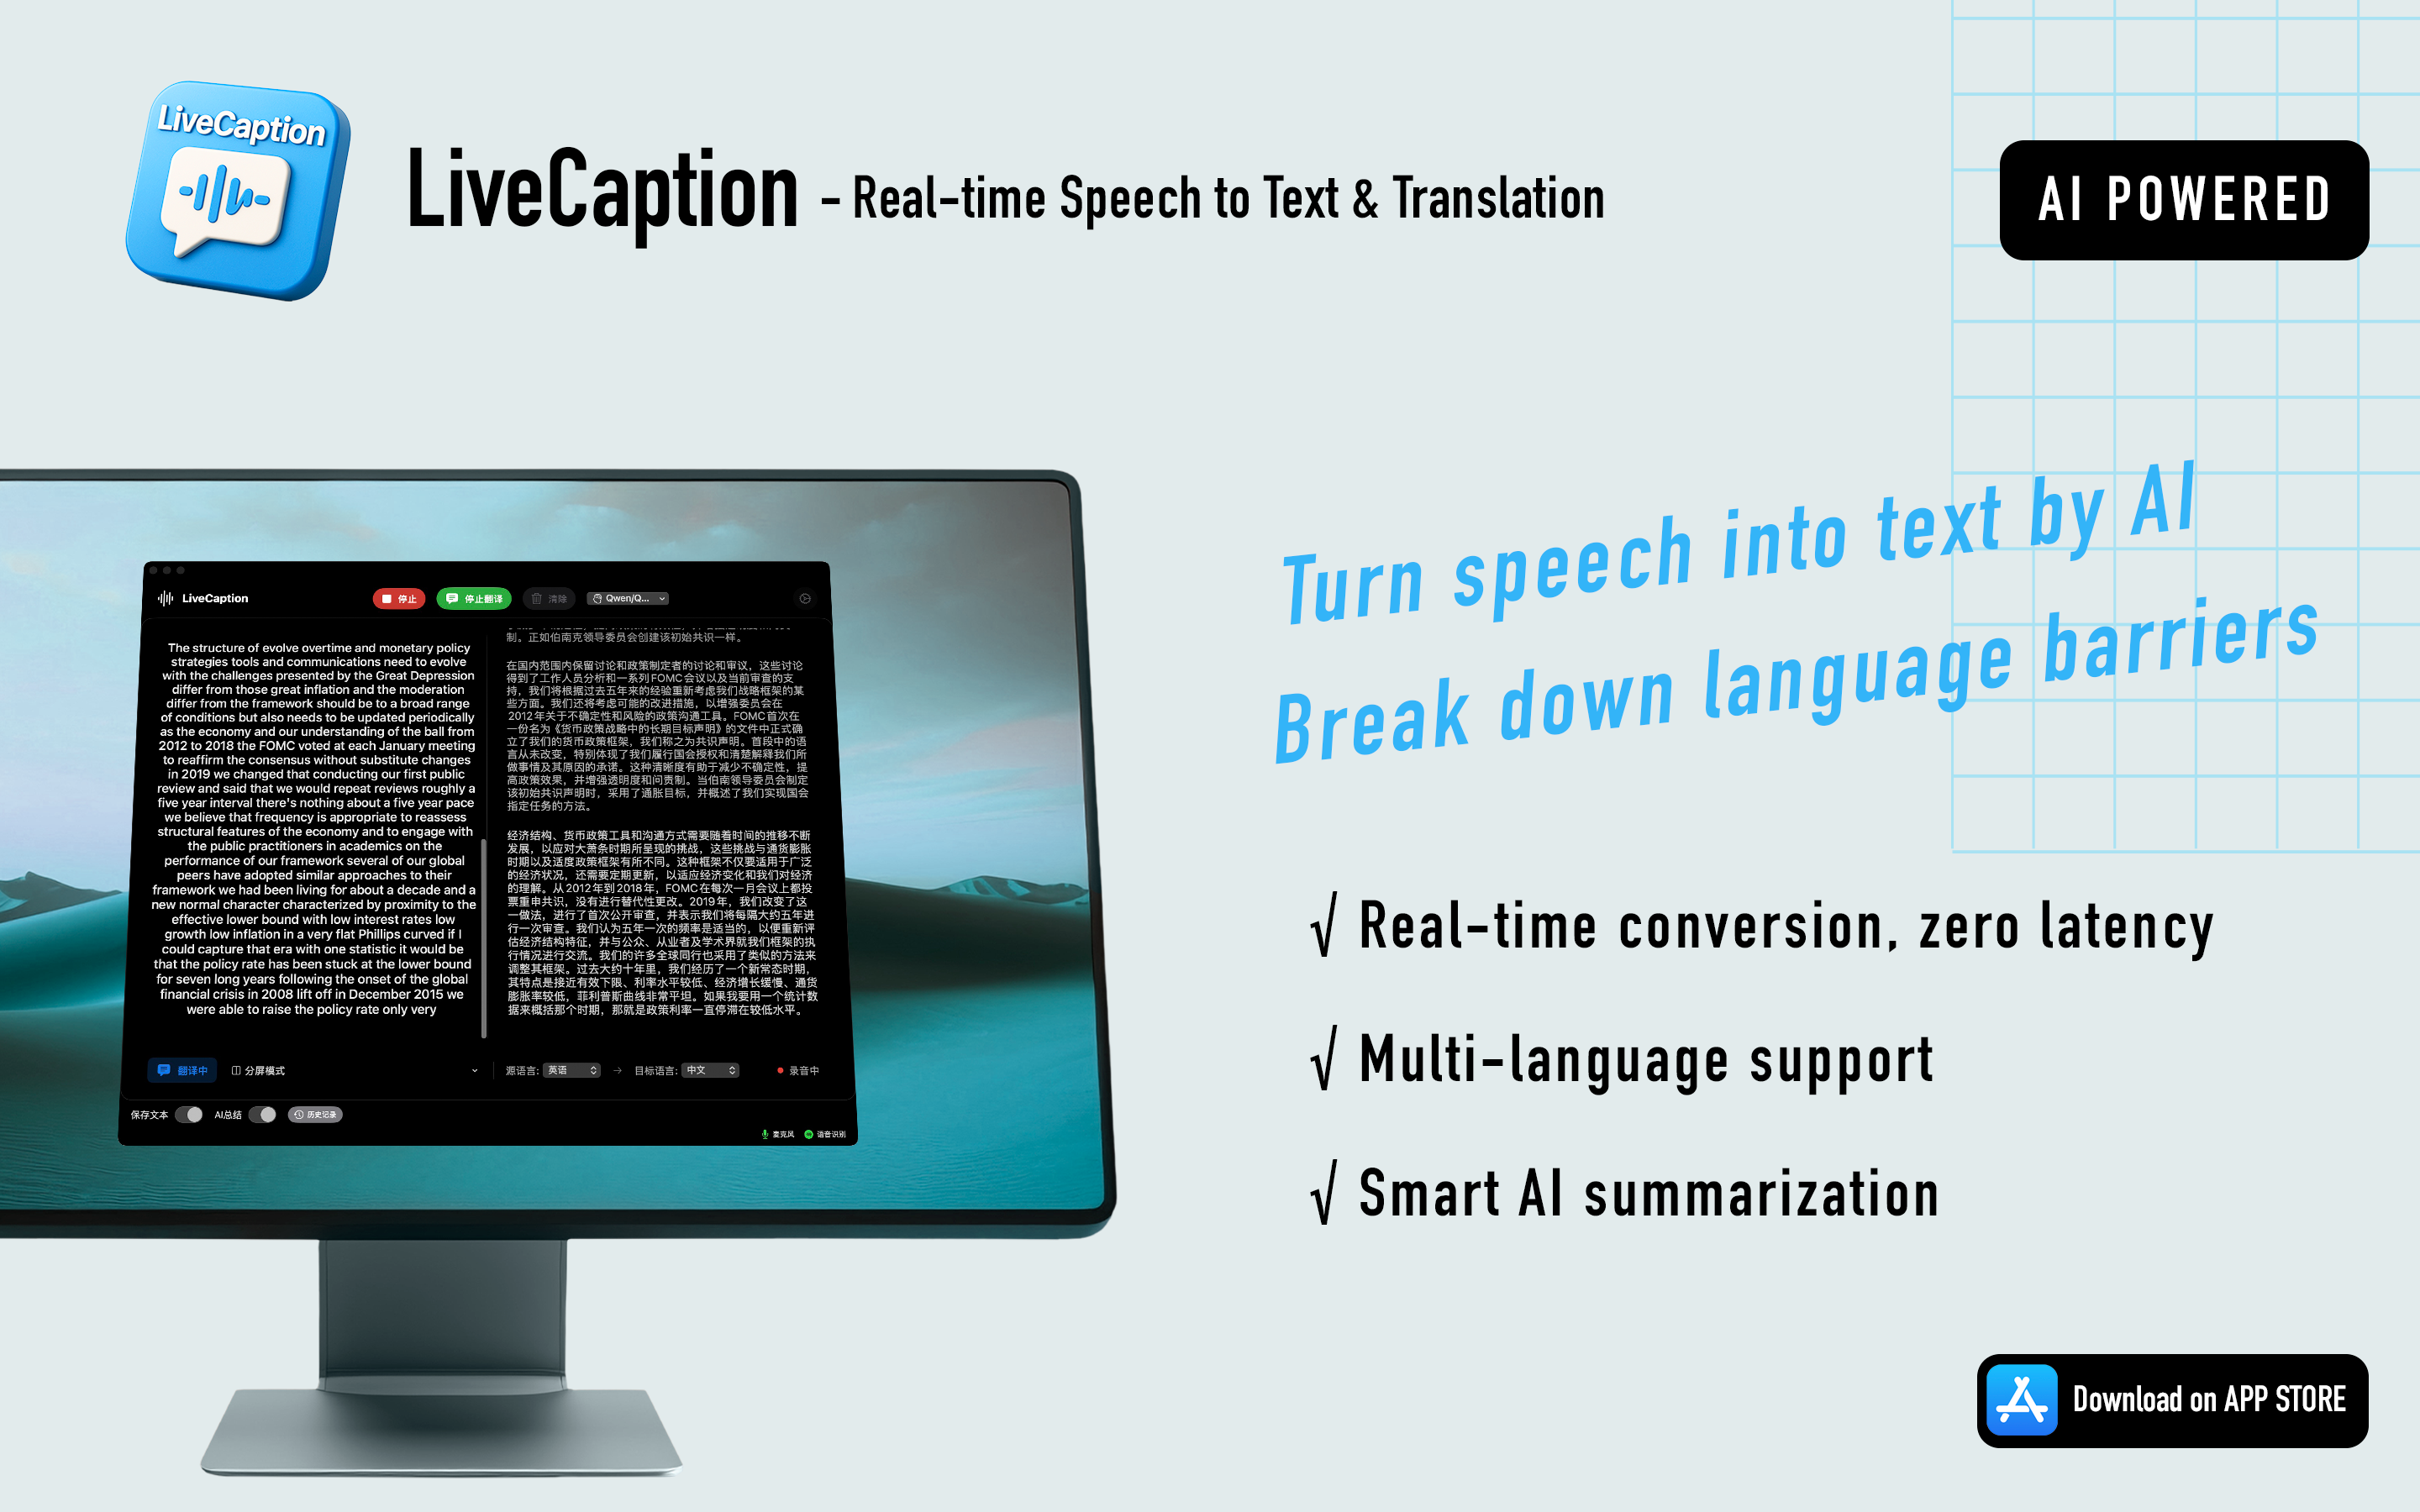 LiveCaption
LiveCaption - Real-time Speech to Text & Translation
AI POWERED
Turn speech into text by AI
Break down language barriers
√ Real-time conversion, zero latency
√ Multi-language support
√ Smart AI summarization
Download on APP STORE
LiveCaption
停止
停止翻译
清除
Qwen/Q...
The structure of evolve overtime and monetary policy
strategies tools and communications need to evolve
with the challenges presented by the Great Depression
differ from those great inflation and the moderation
differ from the framework should be to a broad range
of conditions but also needs to be updated periodically
as the economy and our understanding of the ball from
2012 to 2018 the FOMC voted at each January meeting
to reaffirm the consensus without substitute changes
in 2019 we changed that conducting our first public
review and said that we would repeat reviews roughly a
five year interval there's nothing about a five year pace
we believe that frequency is appropriate to reassess
structural features of the economy and to engage with
the public practitioners in academics on the
performance of our framework several of our global
peers have adopted similar approaches to their
framework we had been living for about a decade and a
new normal character characterized by proximity to the
effective lower bound with low interest rates low
growth low inflation in a very flat Phillips curved if I
could capture that era with one statistic it would be
that the policy rate has been stuck at the lower bound
for seven long years following the onset of the global
financial crisis in 2008 lift off in December 2015 we
were able to raise the policy rate only very
制。正如伯南克领导委员会创建该初始共识一样。
在国内范围内保留讨论和政策制定者的讨论和审议，这些讨论
得到了工作人员分析和一系列FOMC会议以及当前审查的支
持，我们将根据过去五年来的经验重新考虑我们战略框架的某
些方面。我们还将考虑可能的改进措施，以增强委员会在
2012年关于不确定性和风险的政策沟通工具。FOMC首次在
一份名为《货币政策战略中的长期目标声明》的文件中正式确
立了我们的货币政策框架，我们称之为共识声明。首段中的语
言从未改变，特别体现了我们履行国会授权和清楚解释我们所
做事情及其原因的承诺。这种清晰度有助于减少不确定性，提
高政策效果，并增强透明度和问责制。当伯南领导委员会制定
该初始共识声明时，采用了通胀目标，并概述了我们实现国会
指定任务的方法。
经济结构、货币政策工具和沟通方式需要随着时间的推移不断
发展，以应对大萧条时期所呈现的挑战，这些挑战与通货膨胀
时期以及适度政策框架有所不同。这种框架不仅要适用于广泛
的经济状况，还需要定期更新，以适应经济变化和我们对经济
的理解。从2012年到2018年，FOMC在每次一月会议上都投
票重申共识，没有进行替代性更改。2019年，我们改变了这
一做法，进行了首次公开审查，并表示我们将每隔大约五年进
行一次审查。我们认为五年一次的频率是适当的，以便重新评
估经济结构特征，并与公众、从业者及学术界就我们框架的执
行情况进行交流。我们的许多全球同行也采用了类似的方法来
调整其框架。过去大约十年里，我们经历了一个新常态时期，
其特点是接近有效下限、利率水平较低、经济增长缓慢、通货
膨胀率较低，菲利普斯曲线非常平坦。如果我要用一个统计数
据来概括那个时期，那就是政策利率一直停滞在较低水平。
翻译中
分屏模式
源语言: 英语 → 目标语言: 中文
录音中
保存文本
AI总结
历史记录
麦克风
语音识别